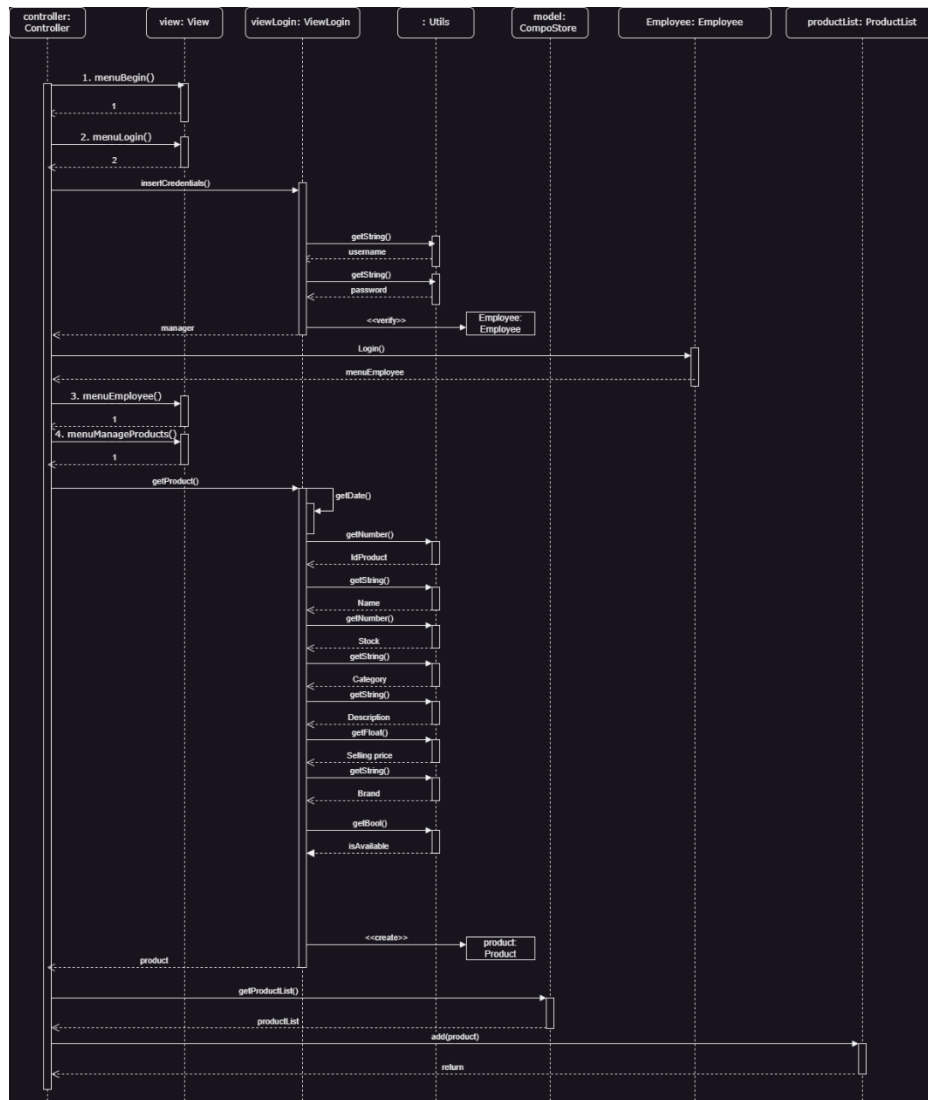 controller:
Controller
view: View
viewLogin: ViewLogin
: Utils
model:
CompoStore
Employee: Employee
productList: ProductList
1. menuBegin()
1
2. menuLogin()
2
insertCredentials()
getString()
username
getString()
password
<<verify>>
Employee:
Employee
manager
Login()
menuEmployee
3. menuEmployee()
1
4. menuManageProducts()
1
getProduct()
getDate()
getNumber()
IdProduct
getString()
Name
getNumber()
Stock
getString()
Category
getString()
Description
getFloat()
Selling price
getString()
Brand
getBool()
isAvailable
<<create>>
product:
Product
product
getProductList()
productList
add(product)
return